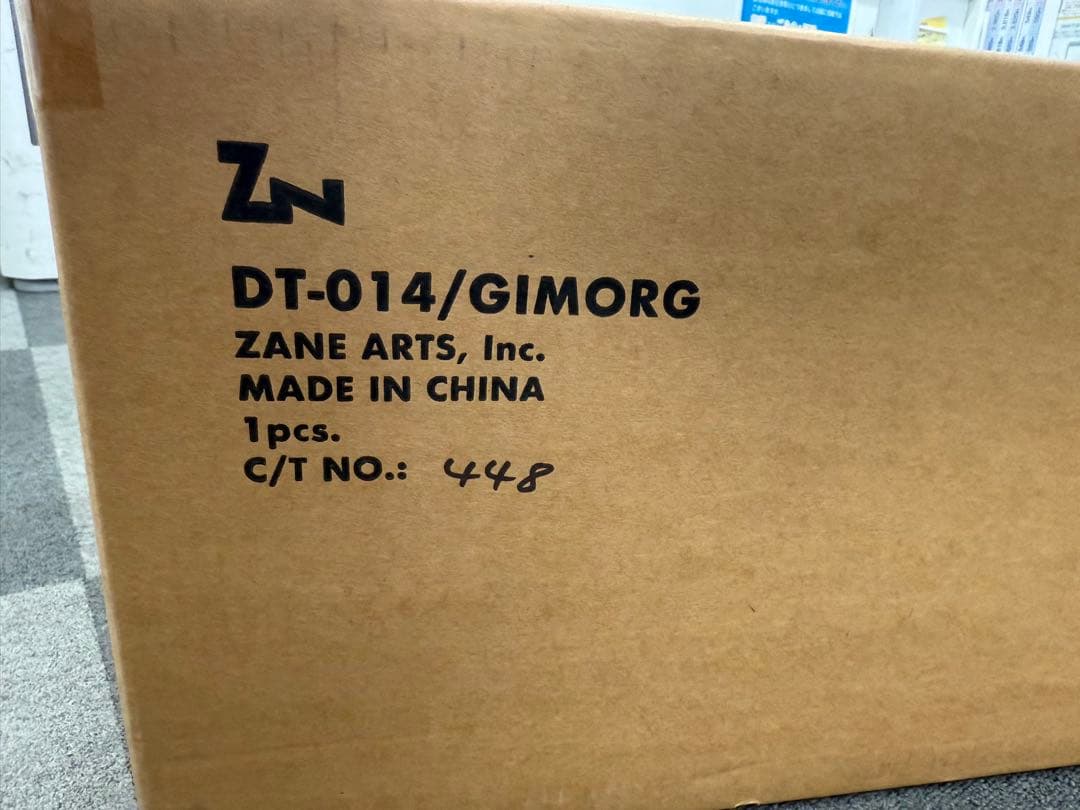 ZN
DT-014/GIMORG
ZANE ARTS, Inc.
MADE IN CHINA
1pcs.
C/T NO.: 448